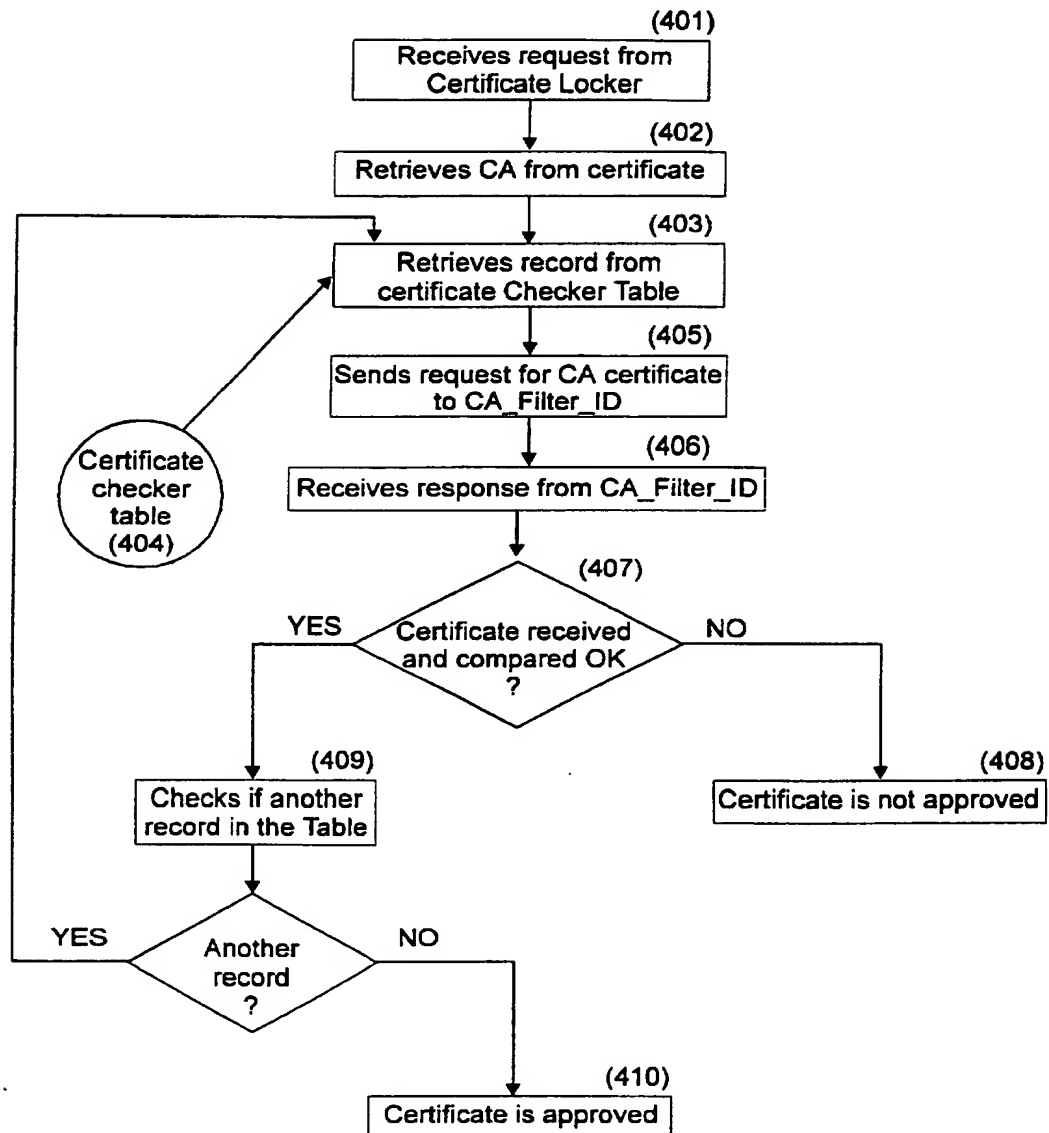 (401)
Receives request from
Certificate Locker
(402)
Retrieves CA from certificate
(403)
Retrieves record from
certificate Checker Table
(405)
Sends request for CA certificate
to CA_Filter_ID
(406)
Receives response from CA_Filter_ID
Certificate
checker
table
(404)
(407)
YES
Certificate received
and compared OK
?
NO
(409)
Checks if another
record in the Table
(408)
Certificate is not approved
YES
Another
record
?
NO
(410)
Certificate is approved